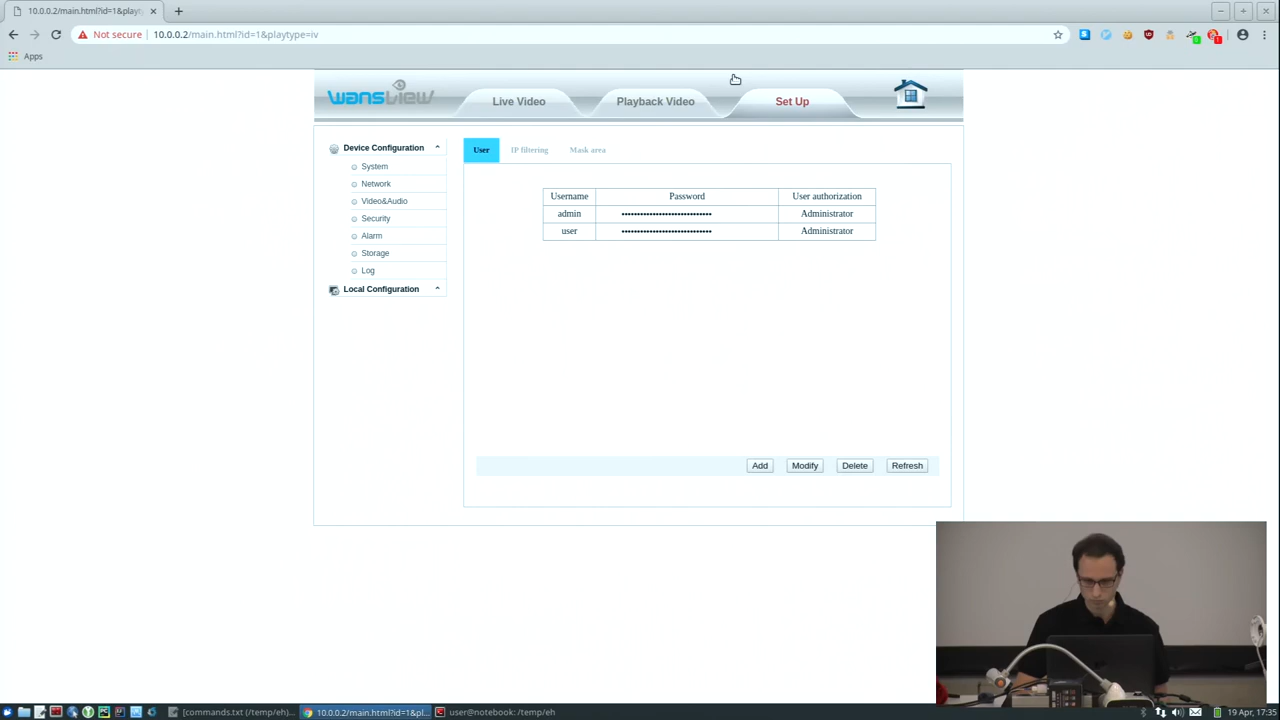 10.0.0.2/main.html?id=1&play
Not secure
10.0.0.2/main.html?id=1&playtype=iv
Apps
wansview
Live Video
Playback Video
Set Up
Device Configuration
System
Network
Video&Audio
Security
Alarm
Storage
Log
Local Configuration
User
IP filtering
Mask area
Username Password User authorization
admin •••••••••••••••••••••••••••• Administrator
user •••••••••••••••••••••••••••• Administrator
Add
Modify
Delete
Refresh
[commands.txt (/temp/eh)...
10.0.0.2/main.html?id=1&pl...
user@notebook: /temp/eh
19 Apr, 17:35